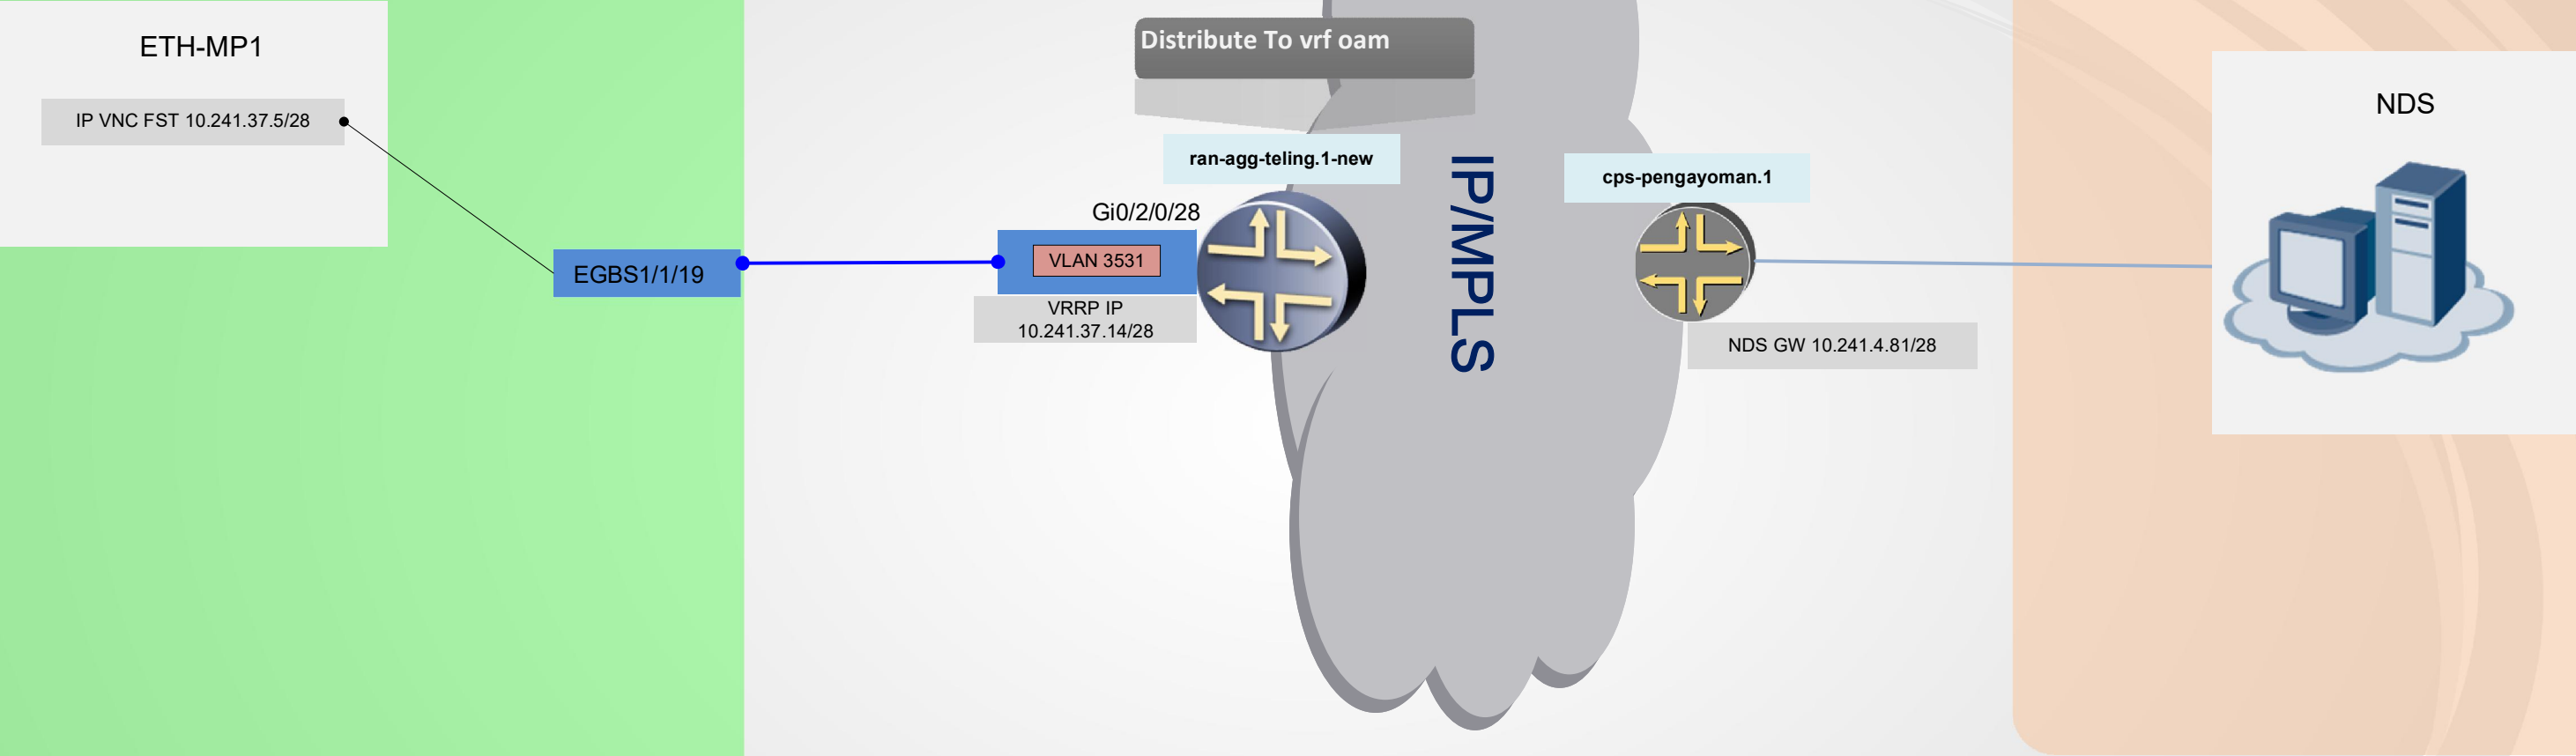 ETH-MP1
IP VNC FST 10.241.37.5/28
EGBS1/1/19
Distribute To vrf oam
ran-agg-teling.1-new
Gi0/2/0/28
VLAN 3531
VRRP IP
10.241.37.14/28
IP/MPLS
cps-pengayoman.1
NDS GW 10.241.4.81/28
NDS